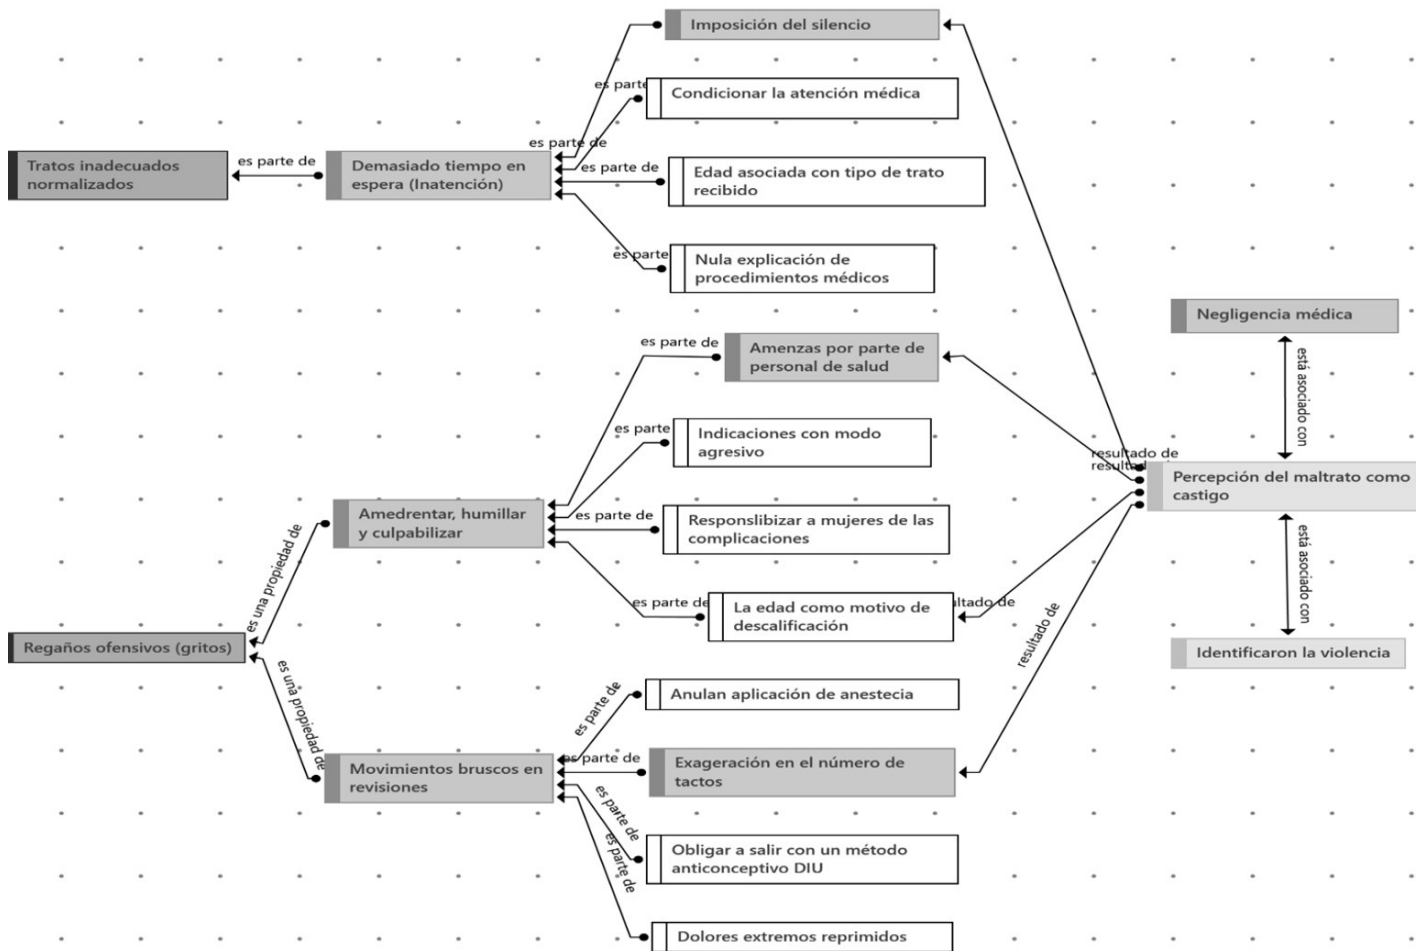 Imposición del silencio
es parte
Condicionar la atención médica
es parte de
Tratos inadecuados
normalizados
es parte de
Demasiado tiempo en
espera (Inatención)
es parte de
Edad asociada con tipo de trato
recibido
es parte
Nula explicación de
procedimientos médicos
Negligencia médica
está asociado con
es parte de
Amenzas por parte de
personal de salud
es parte
Indicaciones con modo
agresivo
resultado de
Percepción del maltrato como
castigo
Amedrentar, humillar
y culpabilizar
es parte de
Responslibizar a mujeres de las
complicaciones
está asociado con
es una propiedad de
es parte de
La edad como motivo de
descalificación
resultado de
Regaños ofensivos (gritos)
Identificaron la violencia
es una propiedad de
es parte de
Anulan aplicación de anestecia
Movimientos bruscos en
revisiones
es parte de
Exageración en el número de
tactos
es parte de
Obligar a salir con un método
anticonceptivo DIU
es parte de
Dolores extremos reprimidos